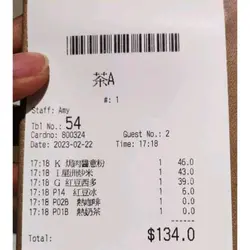 茶A
#: 1
Staff: Amy
Tbl No.: 54
Cardno: 800324 Guest No.: 2
Date: 2023-02-22 Time: 17:18
17:18 K 焗肉醬意粉 1 46.0
17:18 I 星洲炒米 1 43.0
17:18 G 紅豆西多 1 39.0
17:18 P01 紅豆冰 1 6.0
17:18 P02B 熱咖啡 1 0.0
17:18 P01B 熱奶茶 1 0.0
Total: $134.0